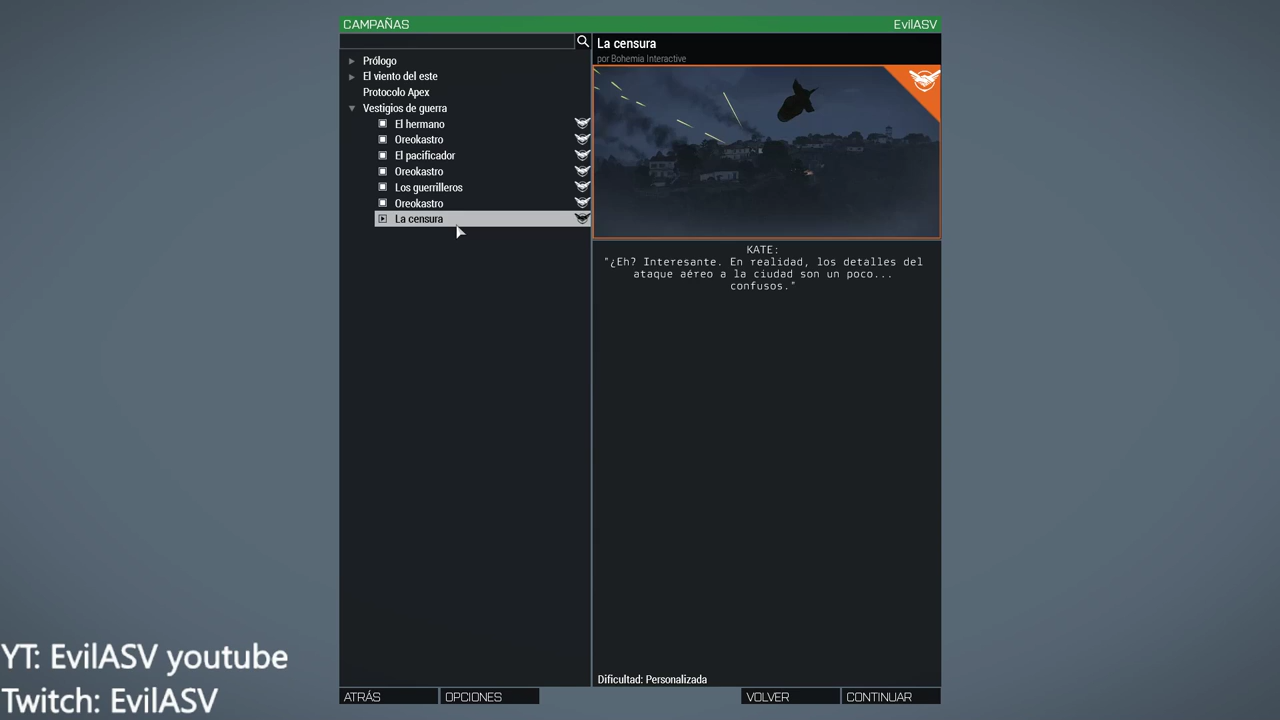 CAMPAÑAS
EvilASV
Prólogo
El viento del este
Protocolo Apex
Vestigios de guerra
El hermano
Oreokastro
El pacificador
Oreokastro
Los guerrilleros
Oreokastro
La censura
La censura
por Bohemia Interactive
KATE:
"¿Eh? Interesante. En realidad, los detalles del
ataque aéreo a la ciudad son un poco...
confusos."
Dificultad: Personalizada
ATRÁS
OPCIONES
VOLVER
CONTINUAR
YT: EvilASV youtube
Twitch: EvilASV